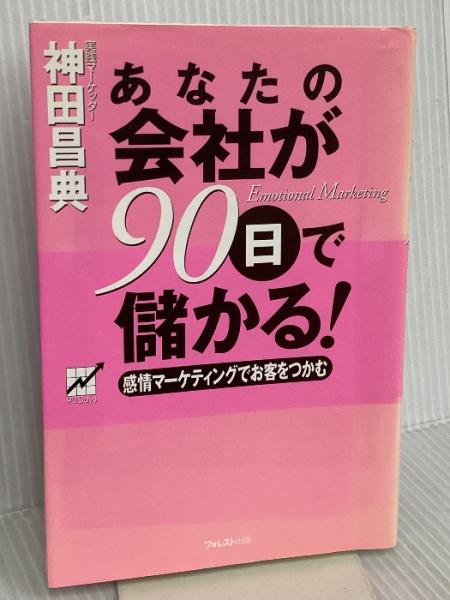 実践マーケッター
神田昌典
あなたの
会社が
Emotional Marketing
90日で
儲かる!
感情マーケティングでお客をつかむ
90Days
フォレスト出版